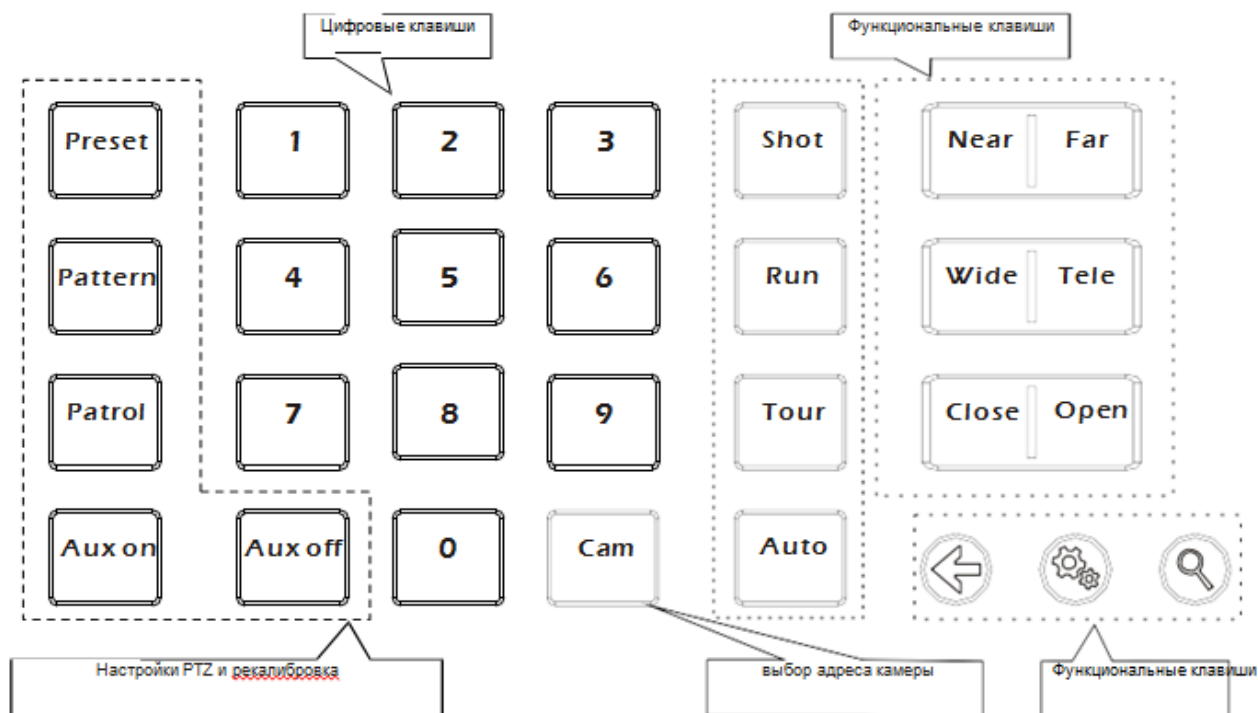 Цифровые клавиши
Функциональные клавиши
Preset
1
2
3
Shot
Near
Far
Pattern
4
5
6
Run
Wide
Tele
Patrol
7
8
9
Tour
Close
Open
Aux on
Aux off
0
Cam
Auto
Настройки PTZ и рекалибровка
выбор адреса камеры
Функциональные клавиши